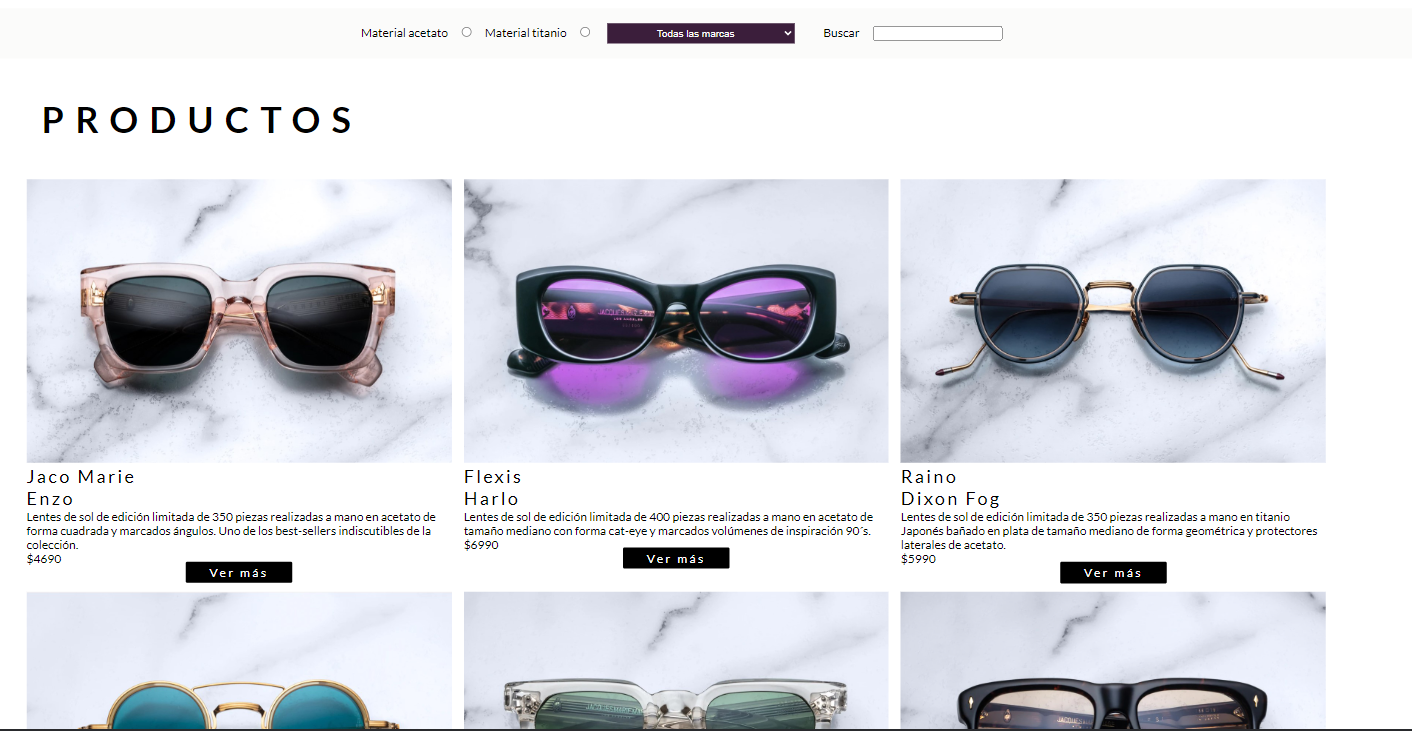 Material acetato Material titanio Todas las marcas Buscar
PRODUCTOS
Jaco Marie
Enzo
Lentes de sol de edición limitada de 350 piezas realizadas a mano en acetato de
forma cuadrada y marcados ángulos. Uno de los best-sellers indiscutibles de la
colección.
$4690
Ver más
Flexis
Harlo
Lentes de sol de edición limitada de 400 piezas realizadas a mano en acetato de
tamaño mediano con forma cat-eye y marcados volúmenes de inspiración 90´s.
$6990
Ver más
Raino
Dixon Fog
Lentes de sol de edición limitada de 350 piezas realizadas a mano en titanio
Japonés bañado en plata de tamaño mediano de forma geométrica y protectores
laterales de acetato.
$5990
Ver más